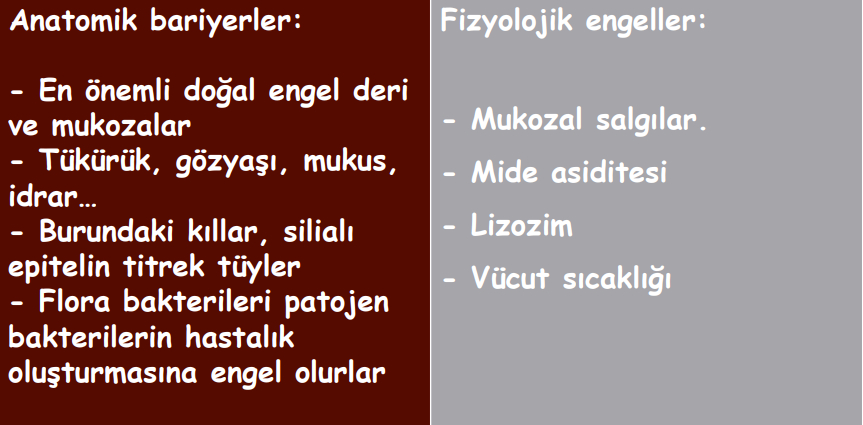 Anatomik bariyerler:
- En önemli doğal engel deri
ve mukozalar
- Tükürük, gözyaşı, mukus,
idrar…
- Burundaki kıllar, silialı
epitelin titrek tüyler
- Flora bakterileri patojen
bakterilerin hastalık
oluşturmasına engel olurlar
Fizyolojik engeller:
- Mukozal salgılar.
- Mide asiditesi
- Lizozim
- Vücut sıcaklığı